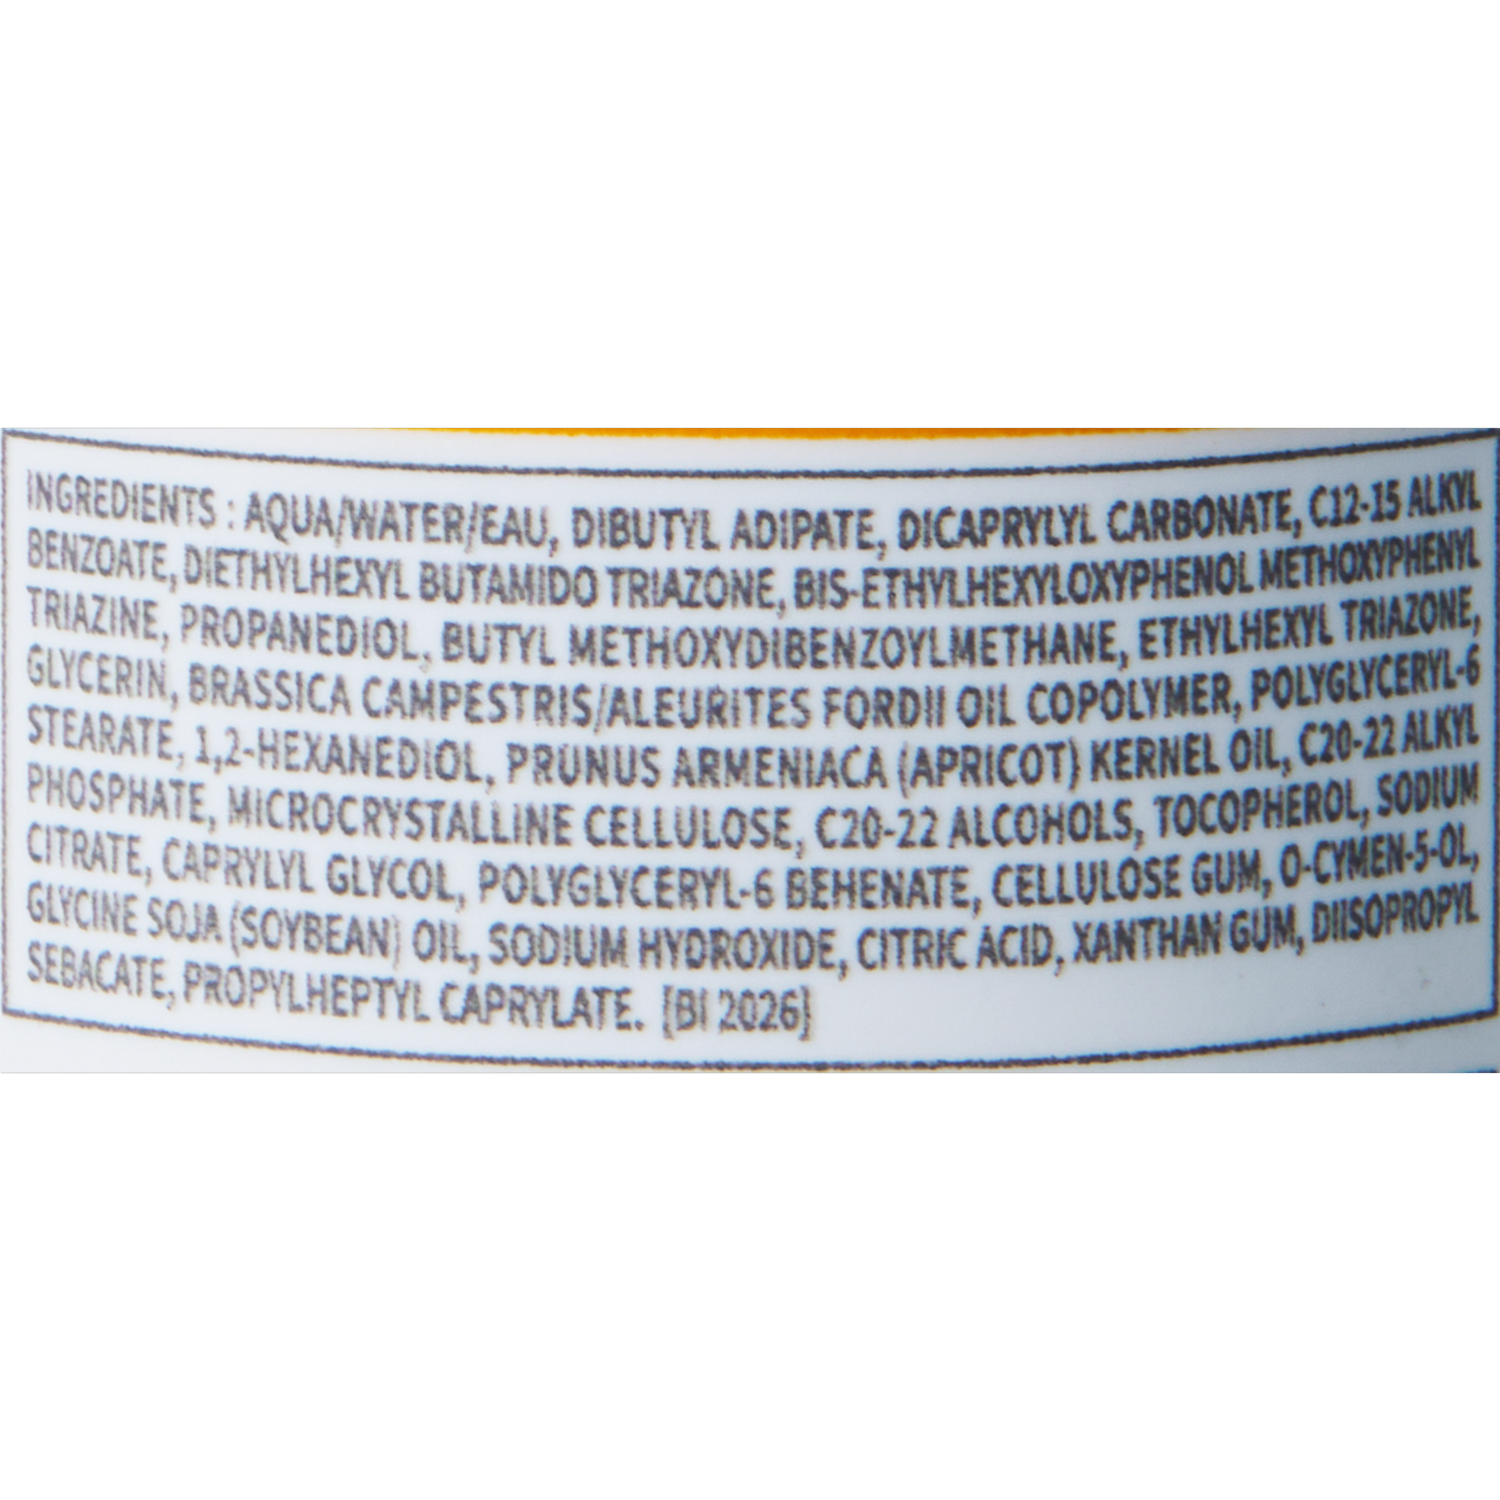 INGREDIENTS : AQUA/WATER/EAU, DIBUTYL ADIPATE, DICAPRYLYL CARBONATE, C12-15 ALKYL
BENZOATE, DIETHYLHEXYL BUTAMIDO TRIAZONE, BIS-ETHYLHEXYLOXYPHENOL METHOXYPHENYL
TRIAZINE, PROPANEDIOL, BUTYL METHOXYDIBENZOYLMETHANE, ETHYLHEXYL TRIAZONE,
GLYCERIN, BRASSICA CAMPESTRIS/ALEURITES FORDII OIL COPOLYMER, POLYGLYCERYL-6
STEARATE, 1,2-HEXANEDIOL, PRUNUS ARMENIACA (APRICOT) KERNEL OIL, C20-22 ALKYL
PHOSPHATE, MICROCRYSTALLINE CELLULOSE, C20-22 ALCOHOLS, TOCOPHEROL, SODIUM
CITRATE, CAPRYLYL GLYCOL, POLYGLYCERYL-6 BEHENATE, CELLULOSE GUM, O-CYMEN-5-OL,
GLYCINE SOJA (SOYBEAN) OIL, SODIUM HYDROXIDE, CITRIC ACID, XANTHAN GUM, DIISOPROPYL
SEBACATE, PROPYLHEPTYL CAPRYLATE. [BI 2026]